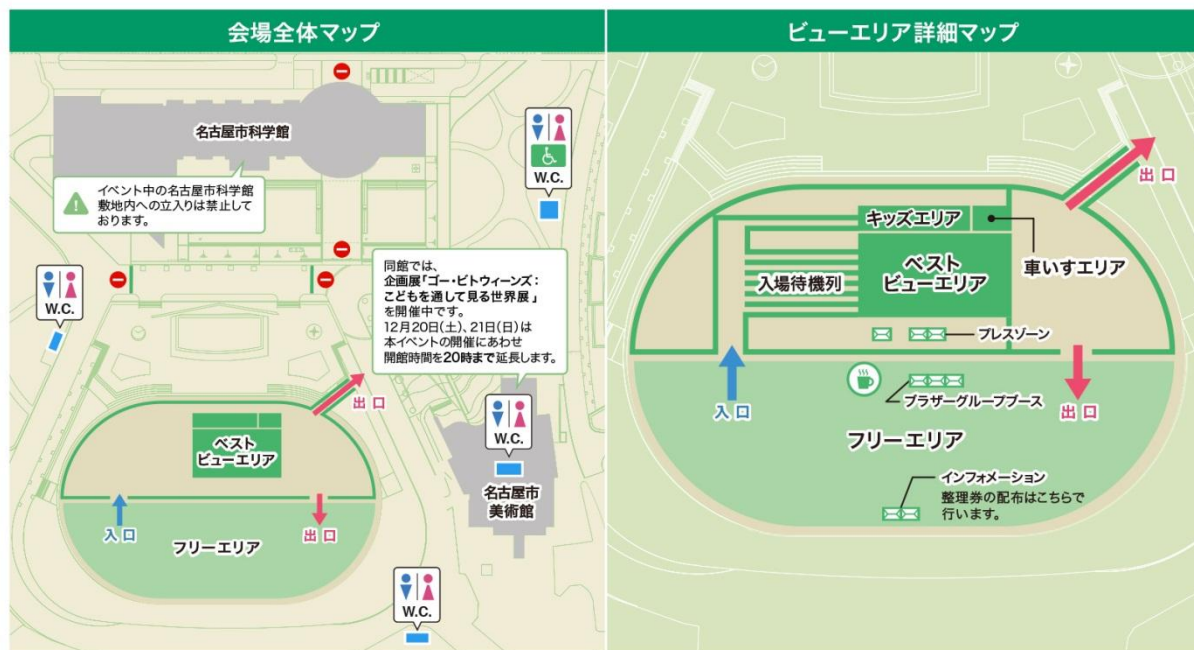 会場全体マップ
名古屋市科学館
イベント中の名古屋市科学館
敷地内への立入りは禁止して
おります。
W.C.
W.C.
同館では、
企画展「ゴー・ビトウィーンズ：
こどもを通して見る世界展」
を開催中です。
12月20日(土)、21日(日)は
本イベントの開催にあわせ
開館時間を20時まで延長します。
出口
W.C.
ベスト
ビューエリア
名古屋市
美術館
入口
出口
フリーエリア
W.C.
ビューエリア詳細マップ
出口
キッズエリア
ベスト
ビューエリア
車いすエリア
入場待機列
プレスゾーン
入口
ブラザーグループブース
出口
フリーエリア
インフォメーション
整理券の配布はこちらで
行います。